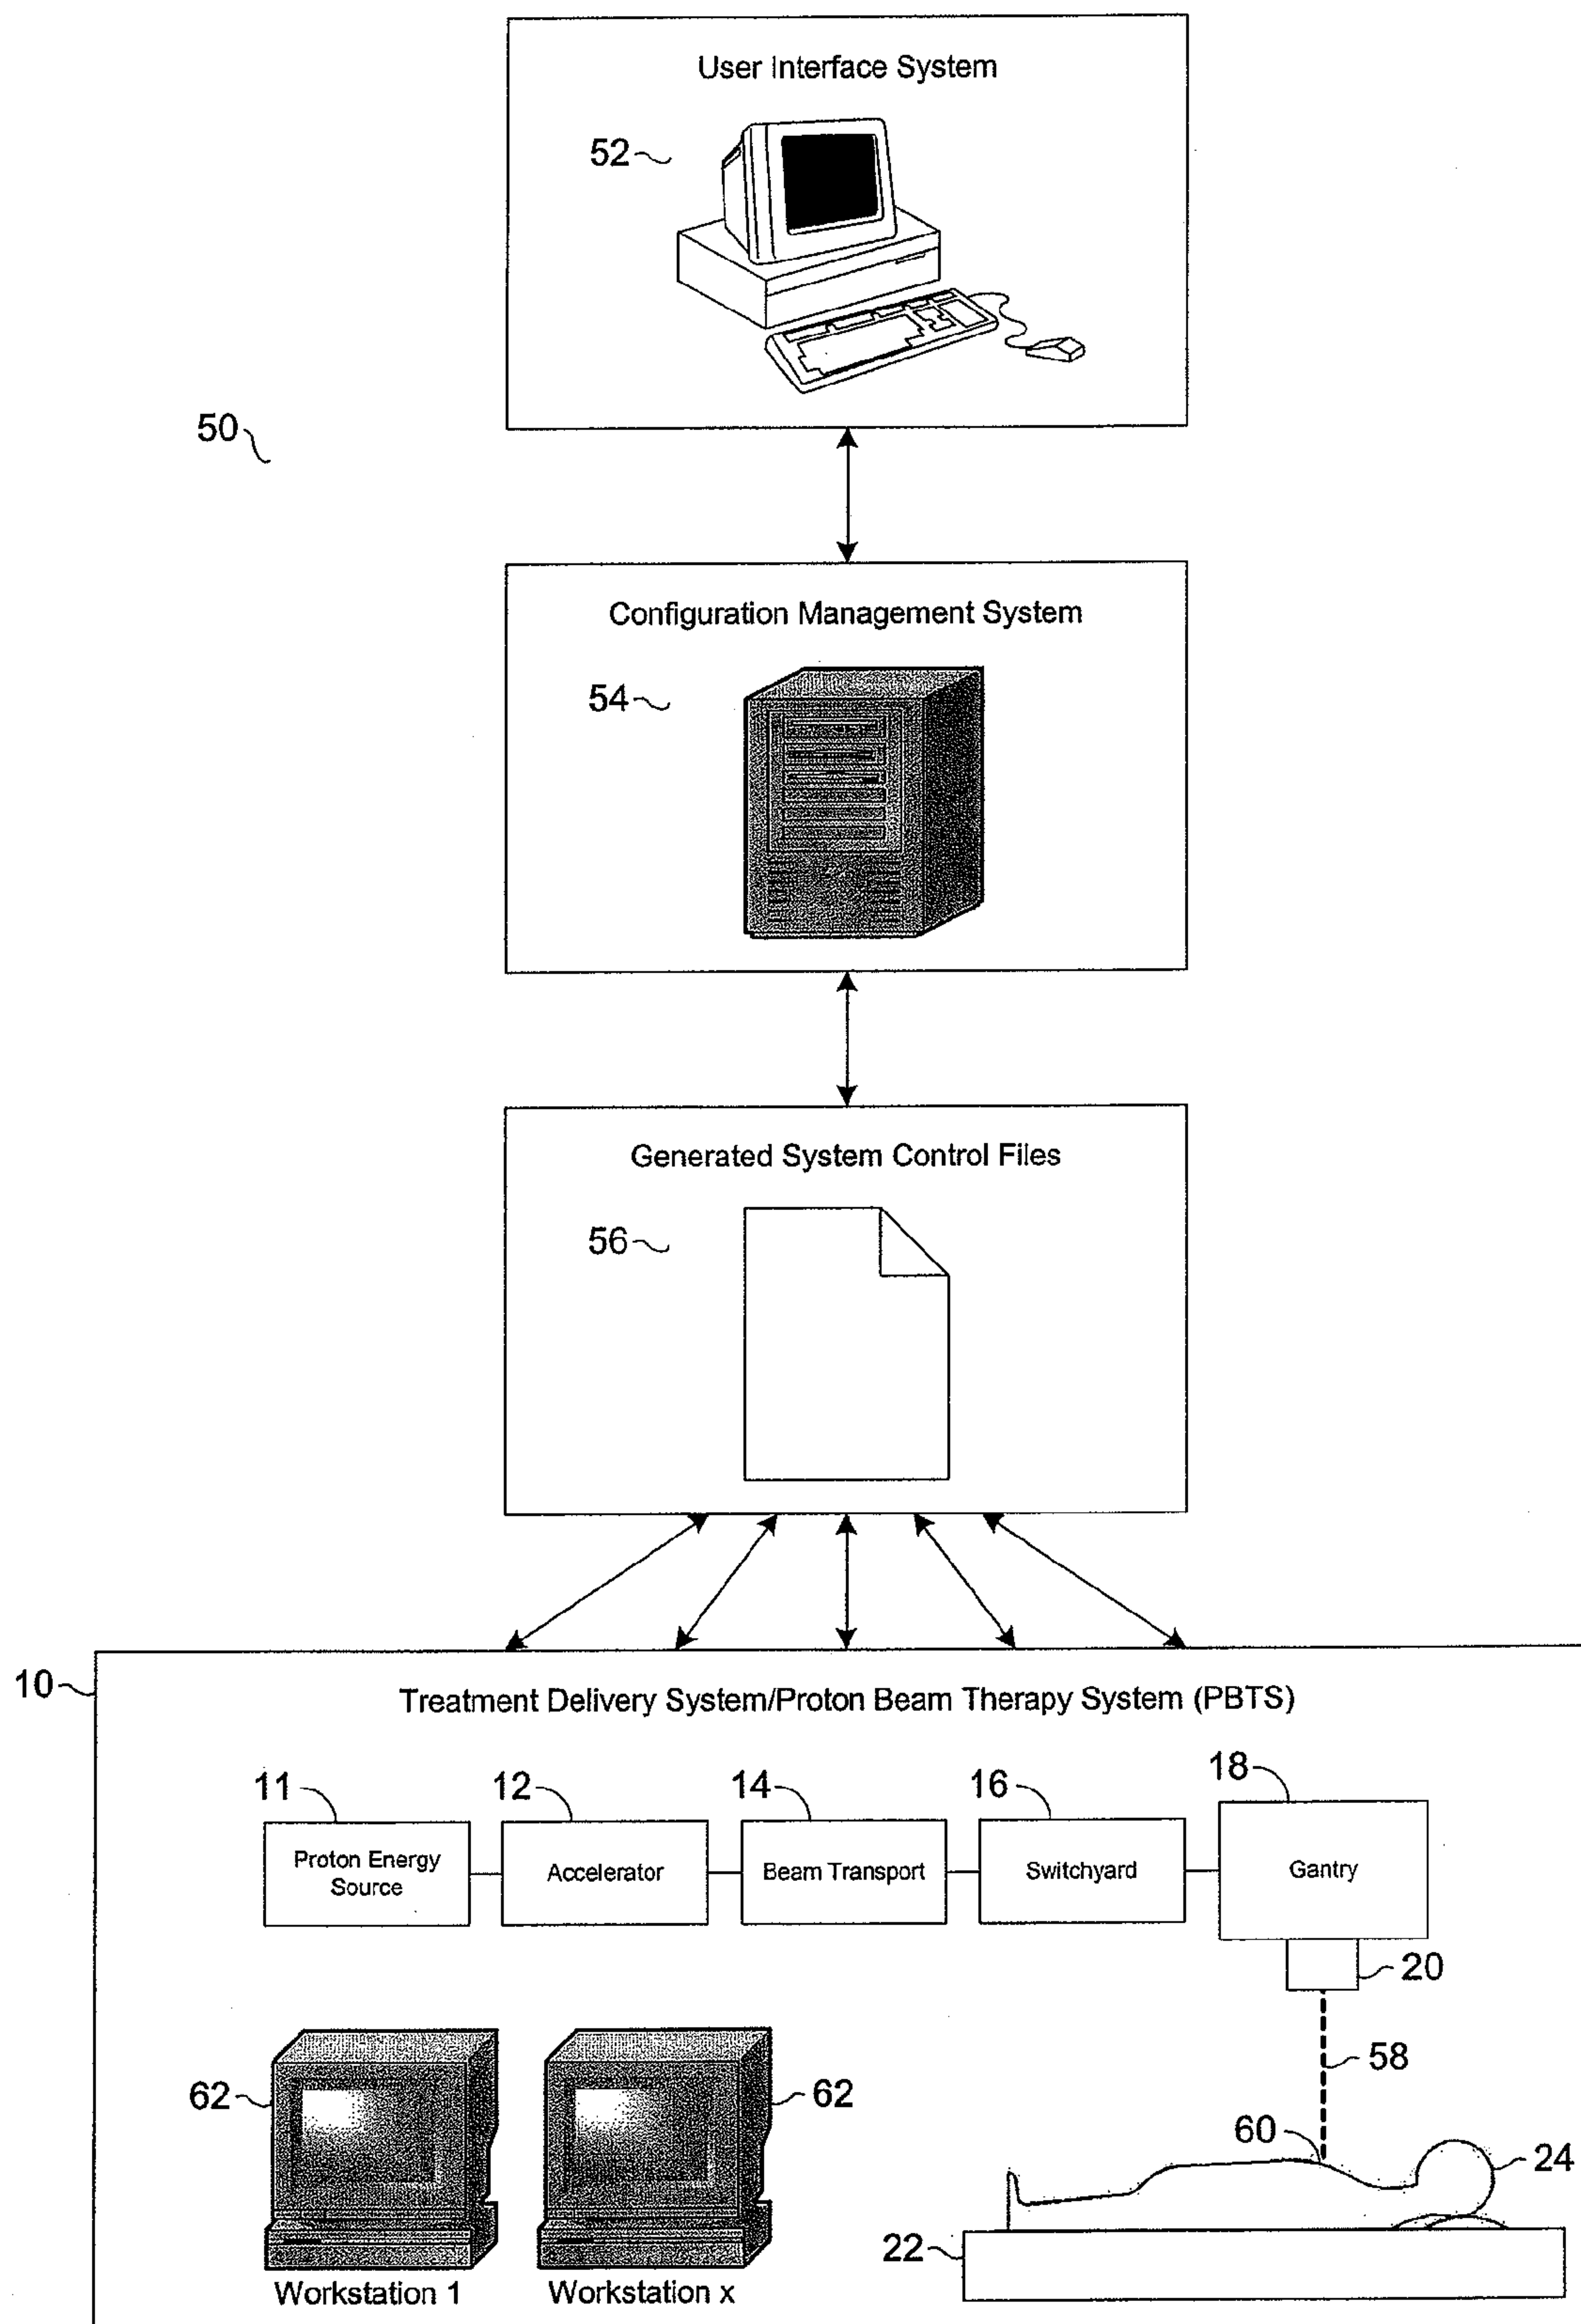 User Interface System
52
50
Configuration Management System
54
Generated System Control Files
56
10
Treatment Delivery System/Proton Beam Therapy System (PBTS)
11
12
14
16
18
Proton Energy
Source
Accelerator
Beam Transport
Switchyard
Gantry
20
58
62
62
60
24
22
Workstation 1
Workstation x